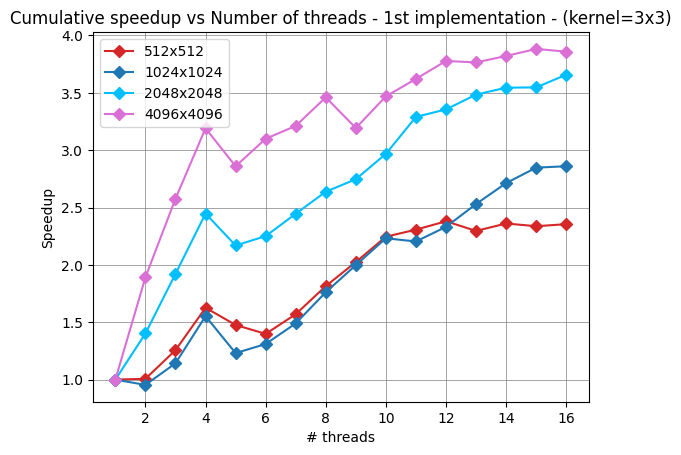 Cumulative speedup vs Number of threads - 1st implementation - (kernel=3x3)
4.0
3.5
3.0
2.5
2.0
1.5
1.0
Speedup
512x512
1024x1024
2048x2048
4096x4096
2 4 6 8 10 12 14 16
# threads